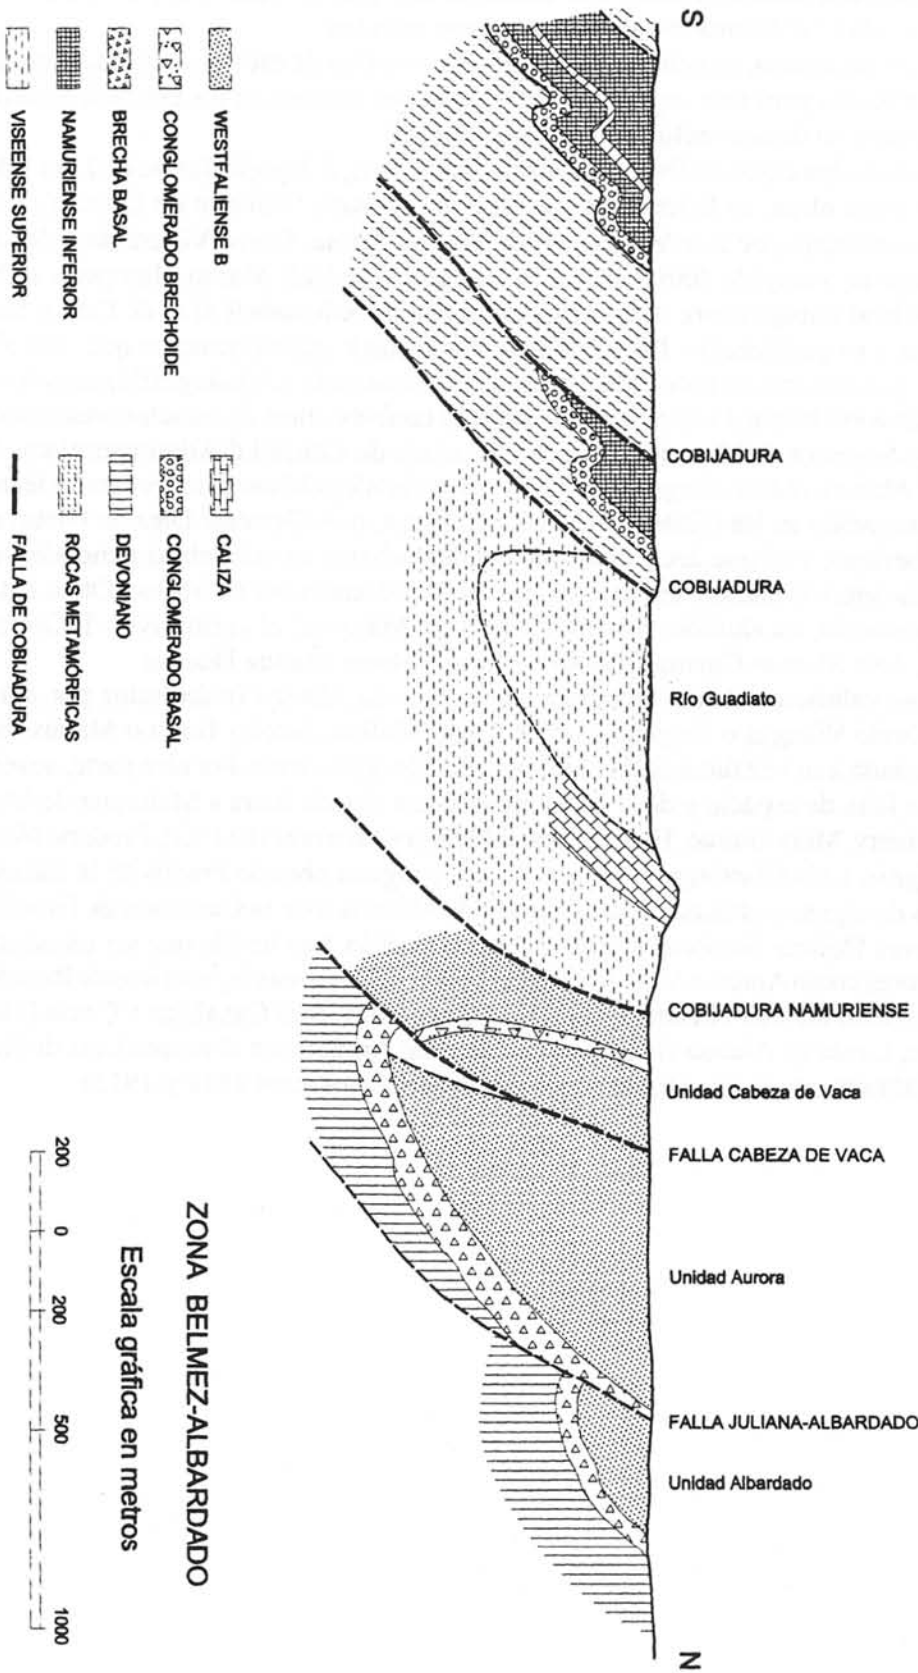 S
N
COBIJADURA
COBIJADURA
Río Guadiato
COBIJADURA NAMURIENSE
Unidad Cabeza de Vaca
FALLA CABEZA DE VACA
Unidad Aurora
FALLA JULIANA-ALBARDADO
Unidad Albardado
ZONA BELMEZ-ALBARDADO
Escala gráfica en metros
200 0 200 500 1000
WESTFALIENSE B
CONGLOMERADO BRECHOIDE
BRECHA BASAL
NAMURIENSE INFERIOR
VISEENSE SUPERIOR
CALIZA
CONGLOMERADO BASAL
DEVONIANO
ROCAS METAMÓRFICAS
FALLA DE COBIJADURA